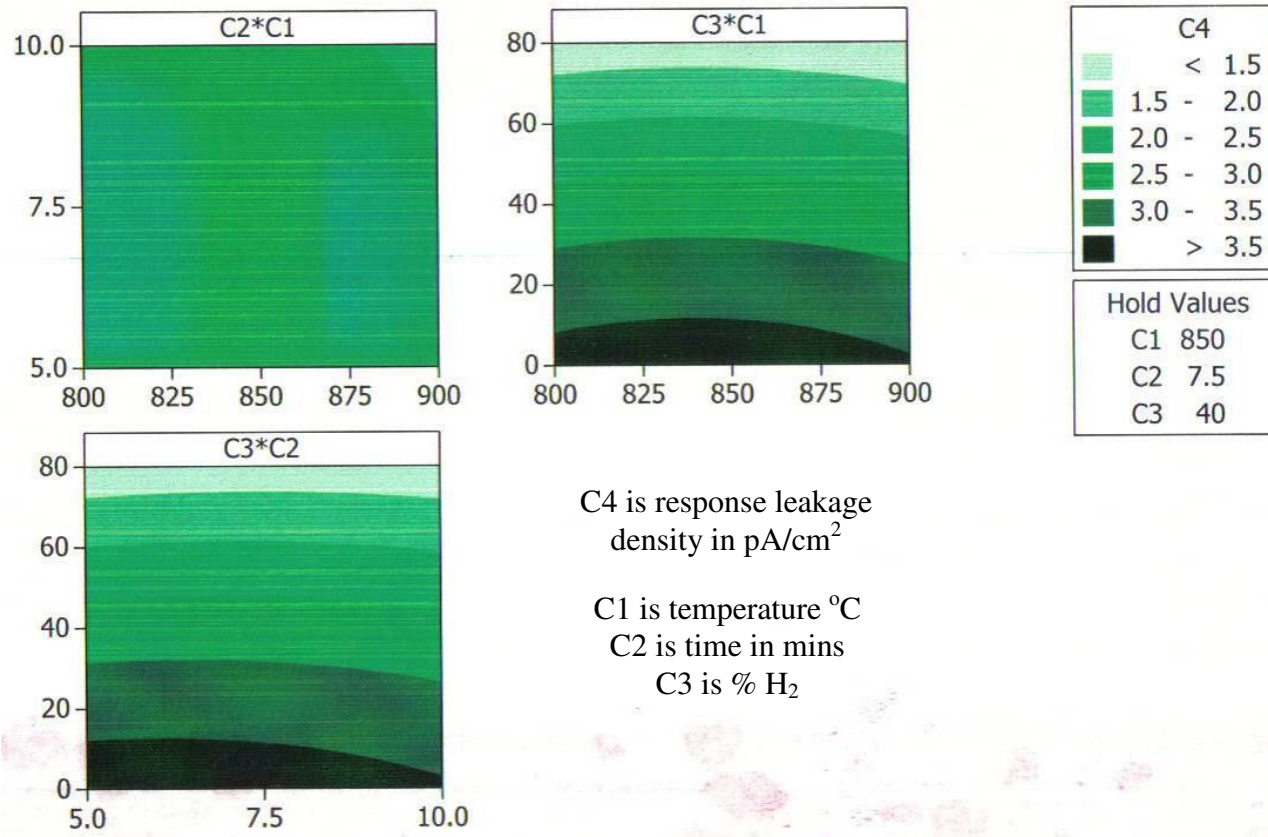 C2*C1
10.0
7.5
5.0
800 825 850 875 900
C3*C1
80
60
40
20
0
800 825 850 875 900
C4
< 1.5
1.5 - 2.0
2.0 - 2.5
2.5 - 3.0
3.0 - 3.5
> 3.5
Hold Values
C1 850
C2 7.5
C3 40
C3*C2
80
60
40
20
0
5.0 7.5 10.0
C4 is response leakage
density in pA/cm²
C1 is temperature °C
C2 is time in mins
C3 is % H₂